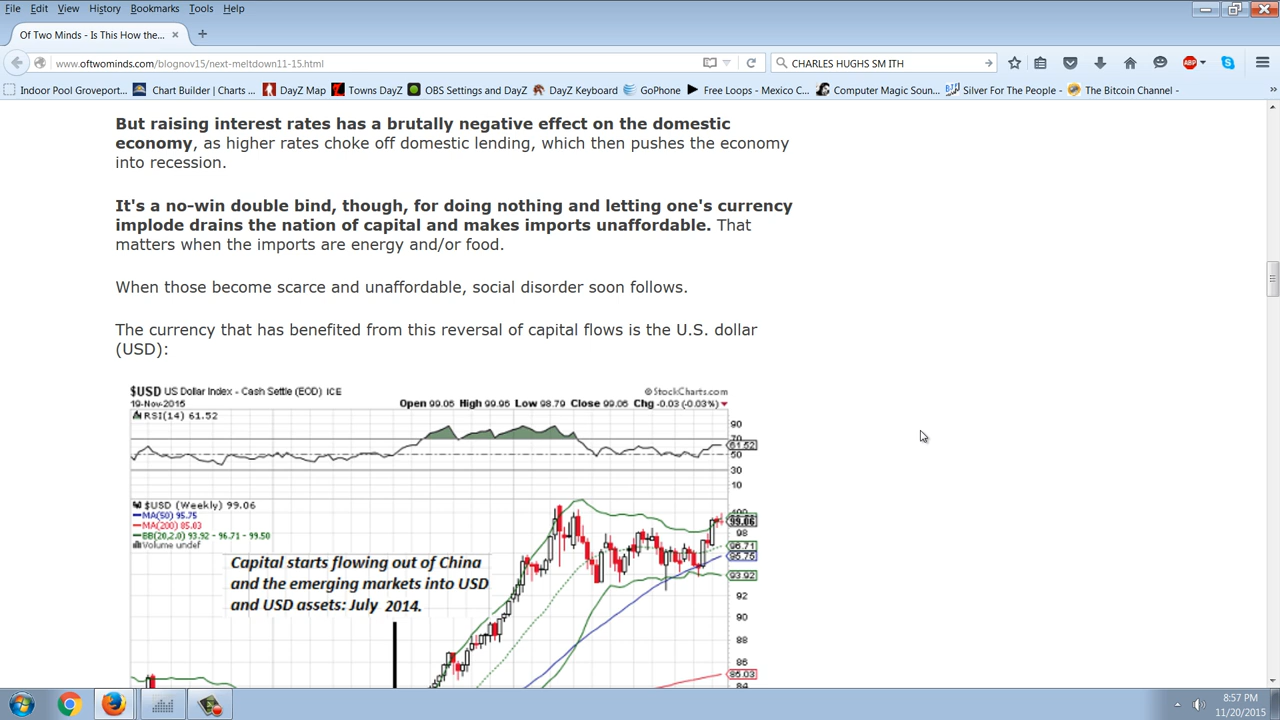 File Edit View History Bookmarks Tools Help
Of Two Minds - Is This How the...
www.oftwominds.com/blognov15/next-meltdown11-15.html
CHARLES HUGHS SM ITH
ABP
Indoor Pool Groveport... Chart Builder | Charts ... DayZ Map Towns DayZ OBS Settings and DayZ DayZ Keyboard GoPhone Free Loops - Mexico C... Computer Magic Soun... Silver For The People - The Bitcoin Channel -
But raising interest rates has a brutally negative effect on the domestic
economy, as higher rates choke off domestic lending, which then pushes the economy
into recession.
It's a no-win double bind, though, for doing nothing and letting one's currency
implode drains the nation of capital and makes imports unaffordable. That
matters when the imports are energy and/or food.
When those become scarce and unaffordable, social disorder soon follows.
The currency that has benefited from this reversal of capital flows is the U.S. dollar
(USD):
$USD US Dollar Index - Cash Settle (EOD) ICE
© StockCharts.com
19-Nov-2015
Open 99.05 High 99.95 Low 98.79 Close 99.06 Chg -0.03 (-0.03%)
RSI(14) 61.52
90
70
61.52
50
30
10
$USD (Weekly) 99.06
MA(50) 95.75
MA(200) 85.03
BB(20,2.0) 93.92 - 96.71 - 99.50
Volume undef
100
99.06
98
96.71
95.75
93.92
92
90
88
86
85.03
84
Capital starts flowing out of China
and the emerging markets into USD
and USD assets: July 2014.
8:57 PM
11/20/2015